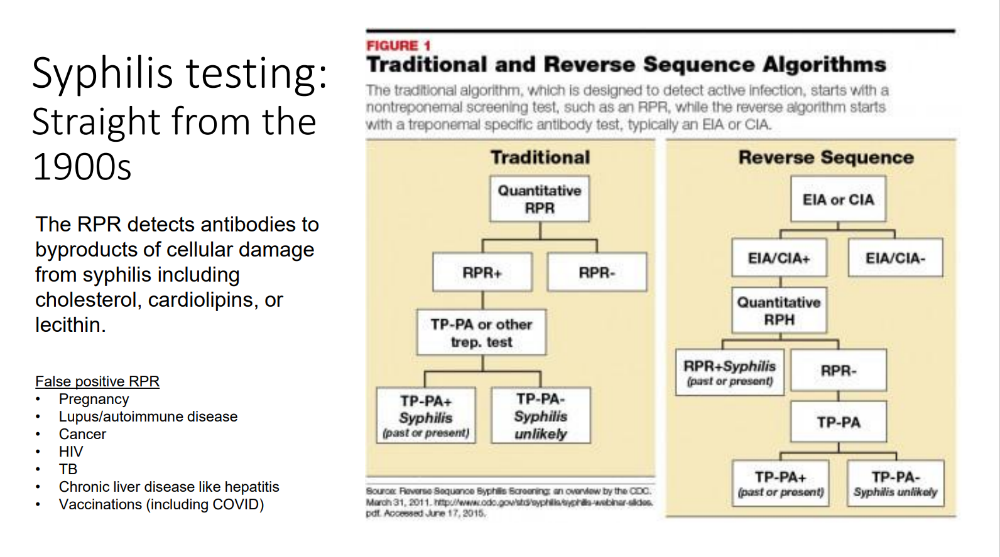 Syphilis testing:
Straight from the
1900s
The RPR detects antibodies to
byproducts of cellular damage
from syphilis including
cholesterol, cardiolipins, or
lecithin.
False positive RPR
• Pregnancy
• Lupus/autoimmune disease
• Cancer
• HIV
• TB
• Chronic liver disease like hepatitis
• Vaccinations (including COVID)
FIGURE 1
Traditional and Reverse Sequence Algorithms
The traditional algorithm, which is designed to detect active infection, starts with a
nontreponemal screening test, such as an RPR, while the reverse algorithm starts
with a treponemal specific antibody test, typically an EIA or CIA.
Traditional
Quantitative
RPR
RPR+
RPR-
TP-PA or other
trep. test
TP-PA+
Syphilis
(past or present)
TP-PA-
Syphilis
unlikely
Source: Reverse Sequence Syphilis Screening: an overview by the CDC.
March 31, 2011. http://www.cdc.gov/std/syphilis/syphilis-webinar-slides.
pdf. Accessed June 17, 2015.
Reverse Sequence
EIA or CIA
EIA/CIA+
EIA/CIA-
Quantitative
RPH
RPR+Syphilis
(past or present)
RPR-
TP-PA
TP-PA+
(past or present)
TP-PA-
Syphilis unlikely